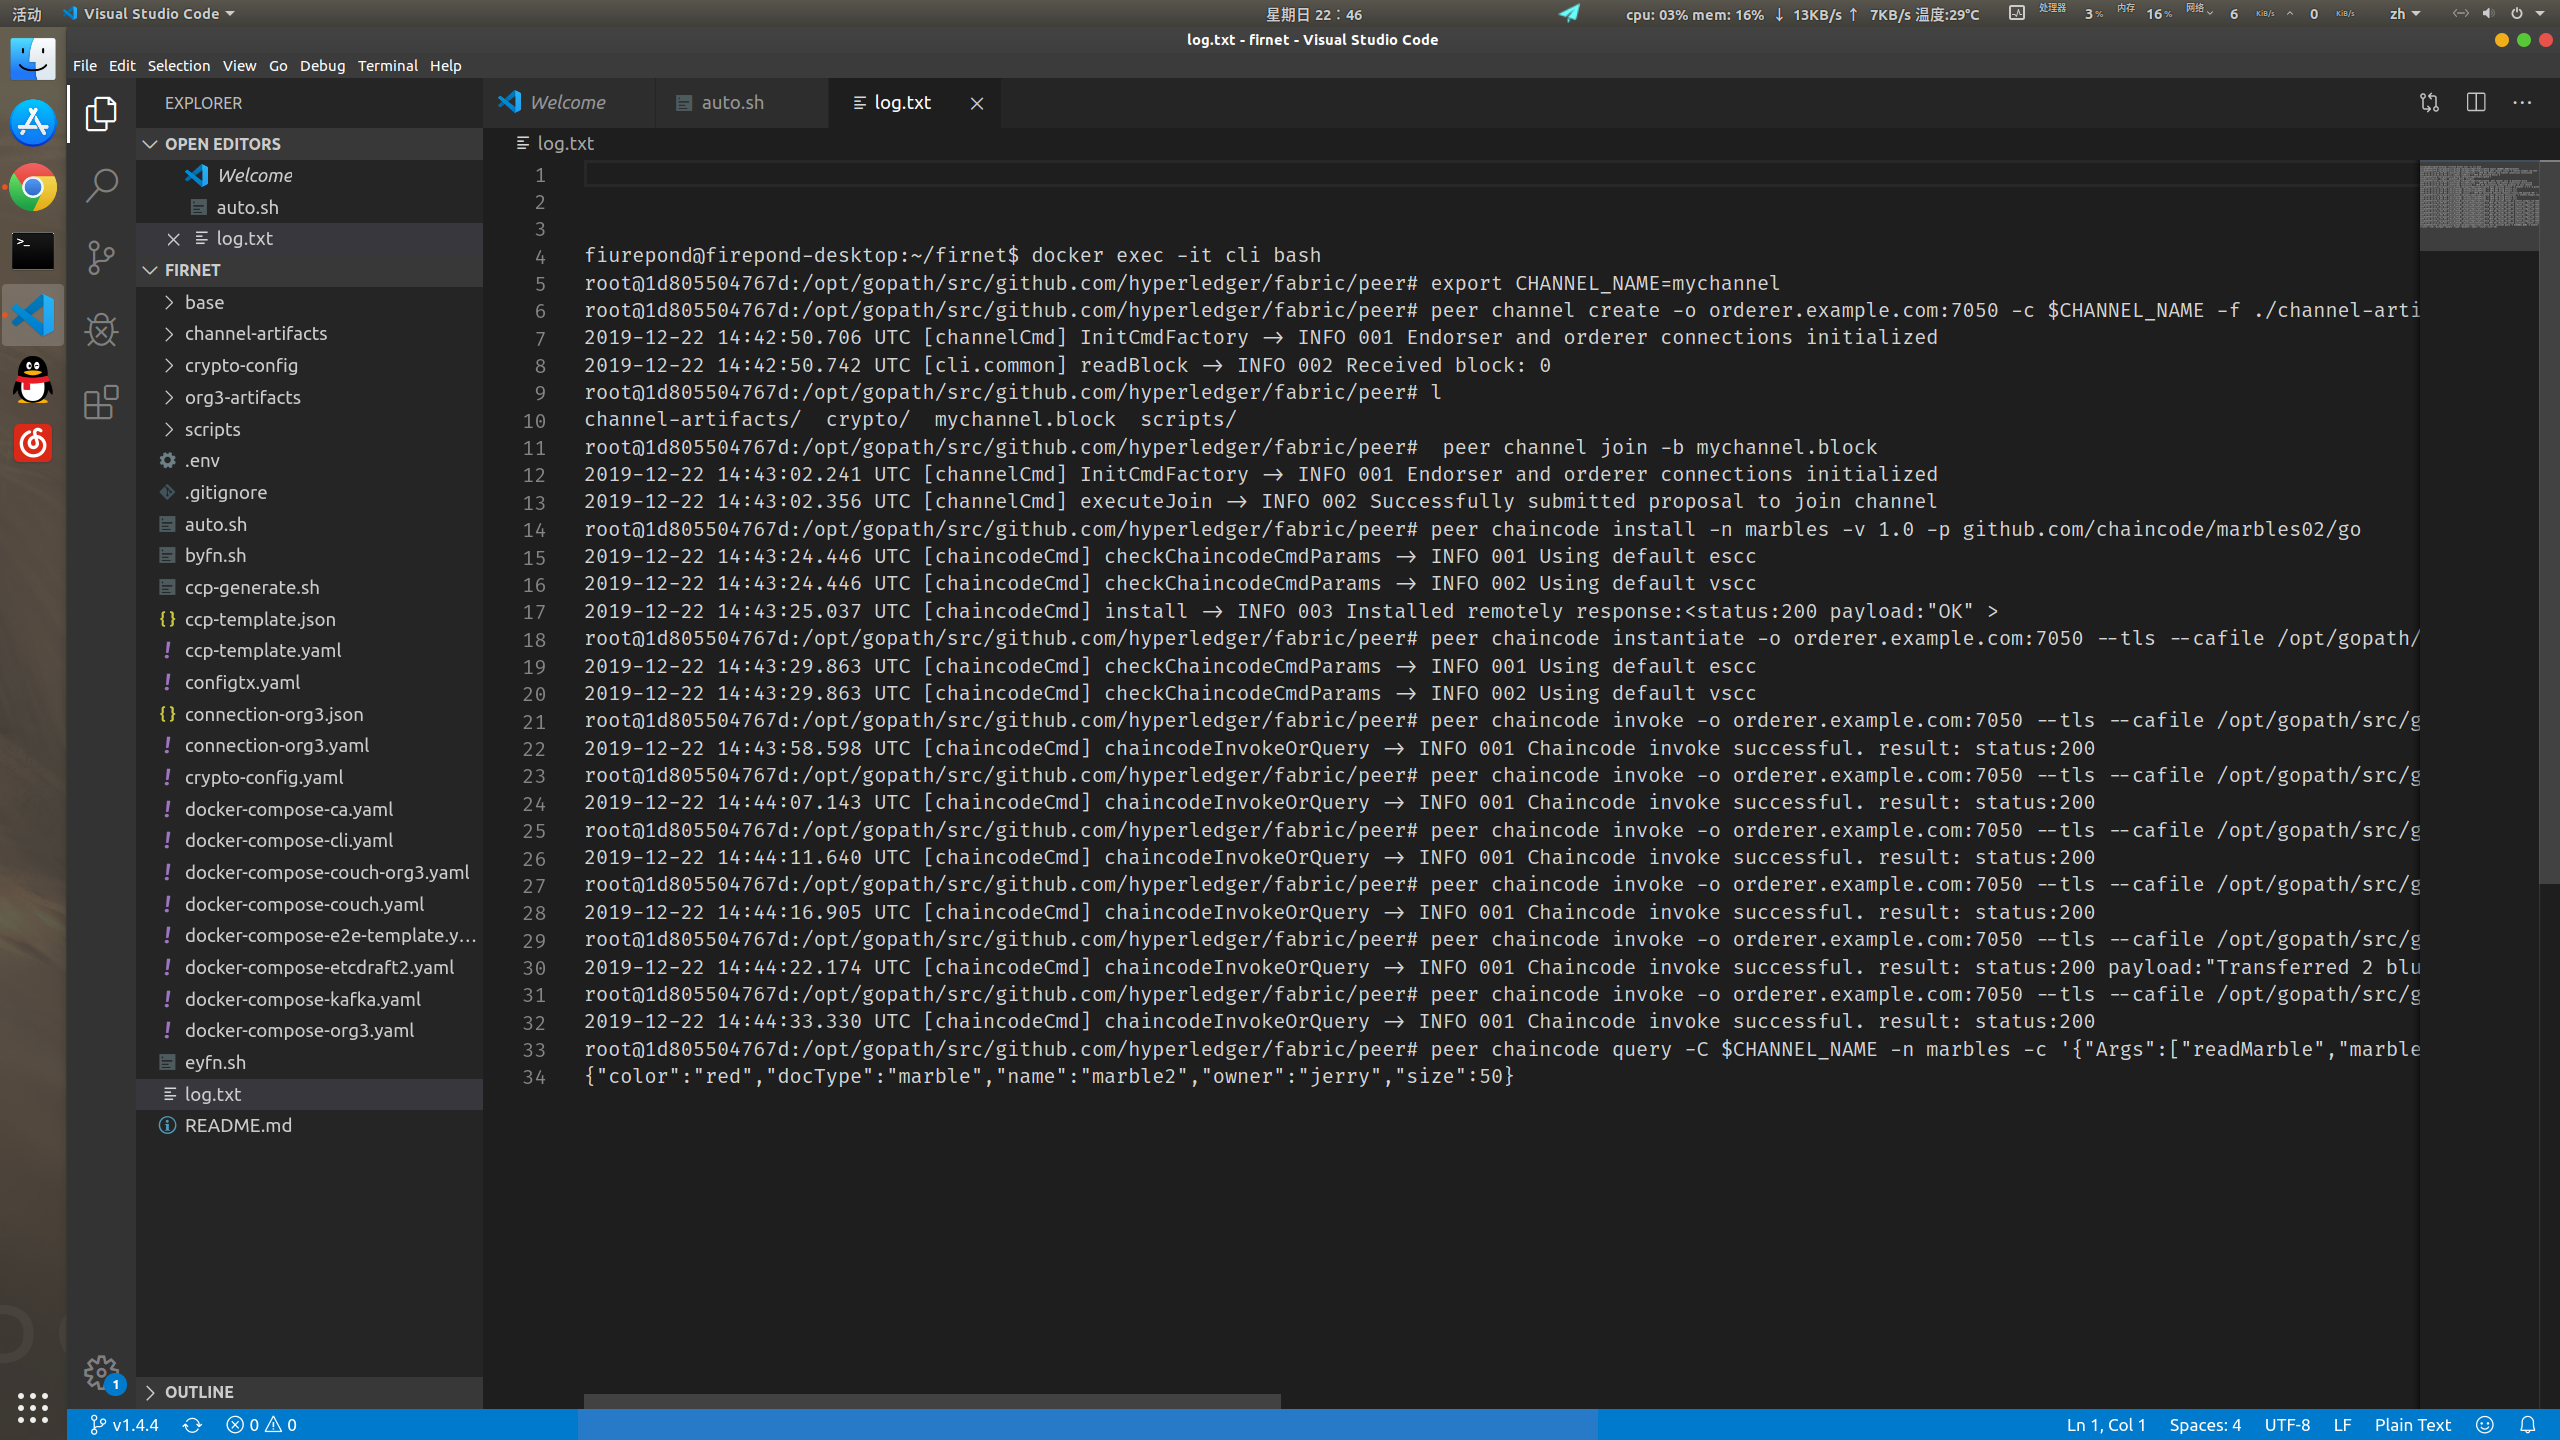 活动 Visual Studio Code 星期日 22：46 cpu: 03% mem: 16% ↓ 13KB/s ↑ 7KB/s 温度:29℃ 处理器 3% 内存 16% 网络 6 KiB/s 0 KiB/s zh
log.txt - firnet - Visual Studio Code
File Edit Selection View Go Debug Terminal Help
EXPLORER
OPEN EDITORS
Welcome
auto.sh
log.txt
FIRNET
base
channel-artifacts
crypto-config
org3-artifacts
scripts
.env
.gitignore
auto.sh
byfn.sh
ccp-generate.sh
ccp-template.json
ccp-template.yaml
configtx.yaml
connection-org3.json
connection-org3.yaml
crypto-config.yaml
docker-compose-ca.yaml
docker-compose-cli.yaml
docker-compose-couch-org3.yaml
docker-compose-couch.yaml
docker-compose-e2e-template.y...
docker-compose-etcdraft2.yaml
docker-compose-kafka.yaml
docker-compose-org3.yaml
eyfn.sh
log.txt
README.md
OUTLINE
Welcome auto.sh log.txt
log.txt
1
2
3
4 fiurepond@firepond-desktop:~/firnet$ docker exec -it cli bash
5 root@1d805504767d:/opt/gopath/src/github.com/hyperledger/fabric/peer# export CHANNEL_NAME=mychannel
6 root@1d805504767d:/opt/gopath/src/github.com/hyperledger/fabric/peer# peer channel create -o orderer.example.com:7050 -c $CHANNEL_NAME -f ./channel-arti
7 2019-12-22 14:42:50.706 UTC [channelCmd] InitCmdFactory -> INFO 001 Endorser and orderer connections initialized
8 2019-12-22 14:42:50.742 UTC [cli.common] readBlock -> INFO 002 Received block: 0
9 root@1d805504767d:/opt/gopath/src/github.com/hyperledger/fabric/peer# l
10 channel-artifacts/  crypto/  mychannel.block  scripts/
11 root@1d805504767d:/opt/gopath/src/github.com/hyperledger/fabric/peer#  peer channel join -b mychannel.block
12 2019-12-22 14:43:02.241 UTC [channelCmd] InitCmdFactory -> INFO 001 Endorser and orderer connections initialized
13 2019-12-22 14:43:02.356 UTC [channelCmd] executeJoin -> INFO 002 Successfully submitted proposal to join channel
14 root@1d805504767d:/opt/gopath/src/github.com/hyperledger/fabric/peer# peer chaincode install -n marbles -v 1.0 -p github.com/chaincode/marbles02/go
15 2019-12-22 14:43:24.446 UTC [chaincodeCmd] checkChaincodeCmdParams -> INFO 001 Using default escc
16 2019-12-22 14:43:24.446 UTC [chaincodeCmd] checkChaincodeCmdParams -> INFO 002 Using default vscc
17 2019-12-22 14:43:25.037 UTC [chaincodeCmd] install -> INFO 003 Installed remotely response:<status:200 payload:"OK" >
18 root@1d805504767d:/opt/gopath/src/github.com/hyperledger/fabric/peer# peer chaincode instantiate -o orderer.example.com:7050 --tls --cafile /opt/gopath/
19 2019-12-22 14:43:29.863 UTC [chaincodeCmd] checkChaincodeCmdParams -> INFO 001 Using default escc
20 2019-12-22 14:43:29.863 UTC [chaincodeCmd] checkChaincodeCmdParams -> INFO 002 Using default vscc
21 root@1d805504767d:/opt/gopath/src/github.com/hyperledger/fabric/peer# peer chaincode invoke -o orderer.example.com:7050 --tls --cafile /opt/gopath/src/g
22 2019-12-22 14:43:58.598 UTC [chaincodeCmd] chaincodeInvokeOrQuery -> INFO 001 Chaincode invoke successful. result: status:200
23 root@1d805504767d:/opt/gopath/src/github.com/hyperledger/fabric/peer# peer chaincode invoke -o orderer.example.com:7050 --tls --cafile /opt/gopath/src/g
24 2019-12-22 14:44:07.143 UTC [chaincodeCmd] chaincodeInvokeOrQuery -> INFO 001 Chaincode invoke successful. result: status:200
25 root@1d805504767d:/opt/gopath/src/github.com/hyperledger/fabric/peer# peer chaincode invoke -o orderer.example.com:7050 --tls --cafile /opt/gopath/src/g
26 2019-12-22 14:44:11.640 UTC [chaincodeCmd] chaincodeInvokeOrQuery -> INFO 001 Chaincode invoke successful. result: status:200
27 root@1d805504767d:/opt/gopath/src/github.com/hyperledger/fabric/peer# peer chaincode invoke -o orderer.example.com:7050 --tls --cafile /opt/gopath/src/g
28 2019-12-22 14:44:16.905 UTC [chaincodeCmd] chaincodeInvokeOrQuery -> INFO 001 Chaincode invoke successful. result: status:200
29 root@1d805504767d:/opt/gopath/src/github.com/hyperledger/fabric/peer# peer chaincode invoke -o orderer.example.com:7050 --tls --cafile /opt/gopath/src/g
30 2019-12-22 14:44:22.174 UTC [chaincodeCmd] chaincodeInvokeOrQuery -> INFO 001 Chaincode invoke successful. result: status:200 payload:"Transferred 2 blu
31 root@1d805504767d:/opt/gopath/src/github.com/hyperledger/fabric/peer# peer chaincode invoke -o orderer.example.com:7050 --tls --cafile /opt/gopath/src/g
32 2019-12-22 14:44:33.330 UTC [chaincodeCmd] chaincodeInvokeOrQuery -> INFO 001 Chaincode invoke successful. result: status:200
33 root@1d805504767d:/opt/gopath/src/github.com/hyperledger/fabric/peer# peer chaincode query -C $CHANNEL_NAME -n marbles -c '{"Args":["readMarble","marble
34 {"color":"red","docType":"marble","name":"marble2","owner":"jerry","size":50}
1
v1.4.4 0 0 Ln 1, Col 1 Spaces: 4 UTF-8 LF Plain Text